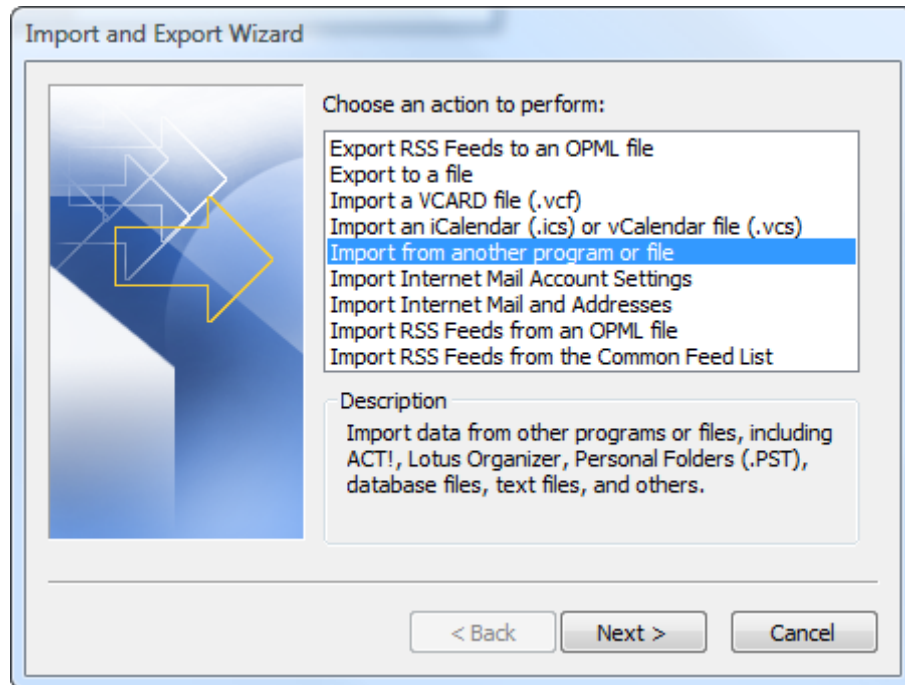 Import and Export Wizard
Choose an action to perform:
Export RSS Feeds to an OPML file
Export to a file
Import a VCARD file (.vcf)
Import an iCalendar (.ics) or vCalendar file (.vcs)
Import from another program or file
Import Internet Mail Account Settings
Import Internet Mail and Addresses
Import RSS Feeds from an OPML file
Import RSS Feeds from the Common Feed List
Description
Import data from other programs or files, including
ACT!, Lotus Organizer, Personal Folders (.PST),
database files, text files, and others.
< Back Next > Cancel